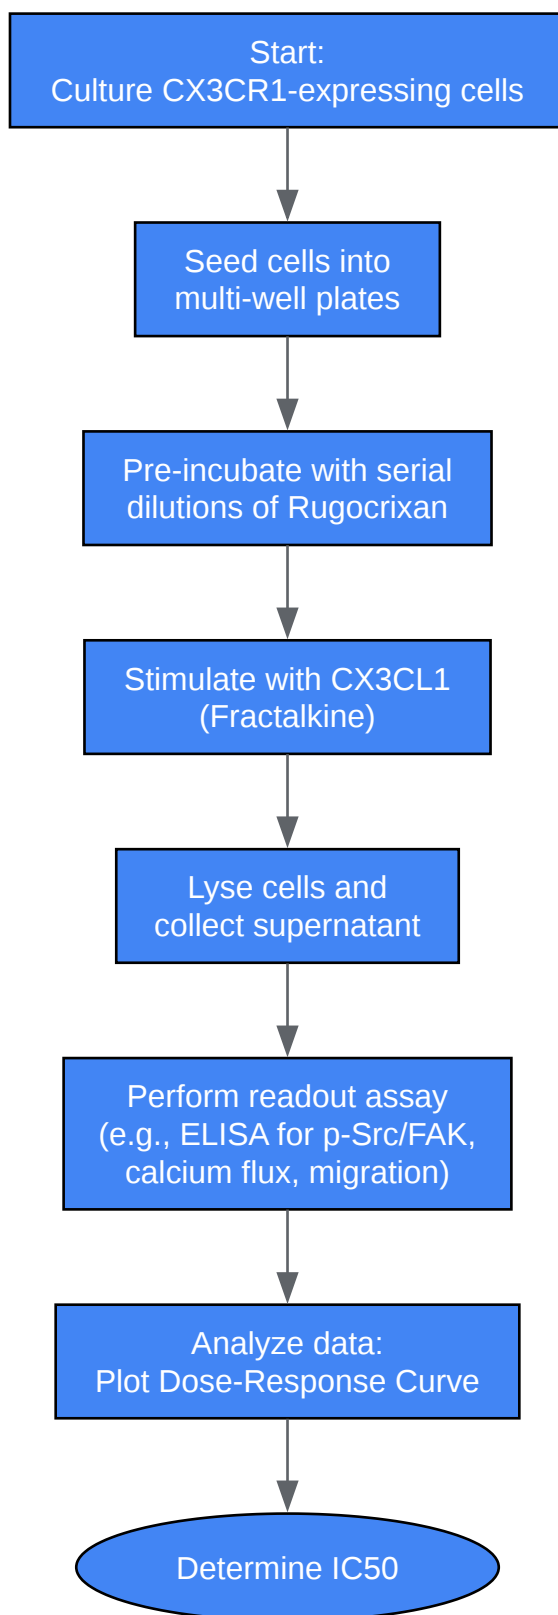 Start:
Culture CX3CR1-expressing cells
Seed cells into
multi-well plates
Pre-incubate with serial
dilutions of Rugocrixan
Stimulate with CX3CL1
(Fractalkine)
Lyse cells and
collect supernatant
Perform readout assay
(e.g., ELISA for p-Src/FAK,
calcium flux, migration)
Analyze data:
Plot Dose-Response Curve
Determine IC50